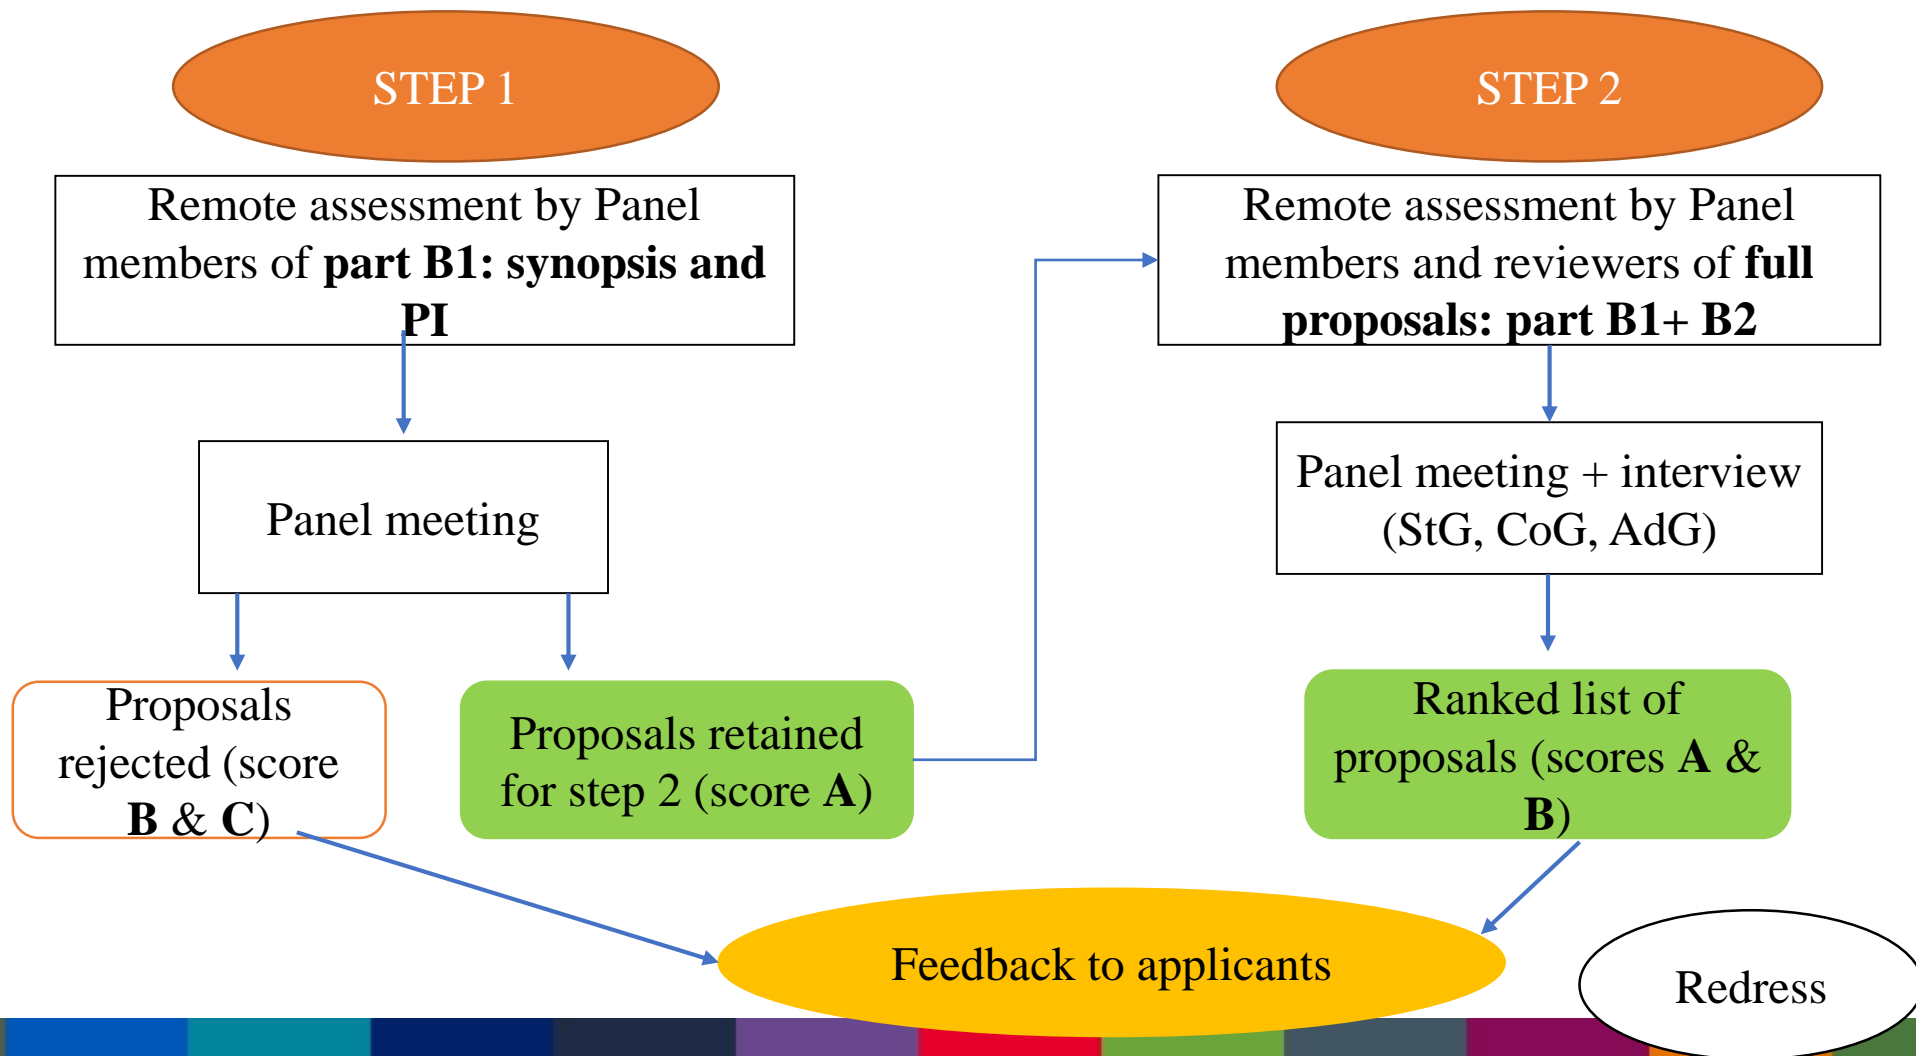 STEP 1
Remote assessment by Panel
members of part B1: synopsis and
PI
Panel meeting
Proposals
rejected (score
B & C)
Proposals retained
for step 2 (score A)
STEP 2
Remote assessment by Panel
members and reviewers of full
proposals: part B1+ B2
Panel meeting + interview
(StG, CoG, AdG)
Ranked list of
proposals (scores A &
B)
Feedback to applicants
Redress